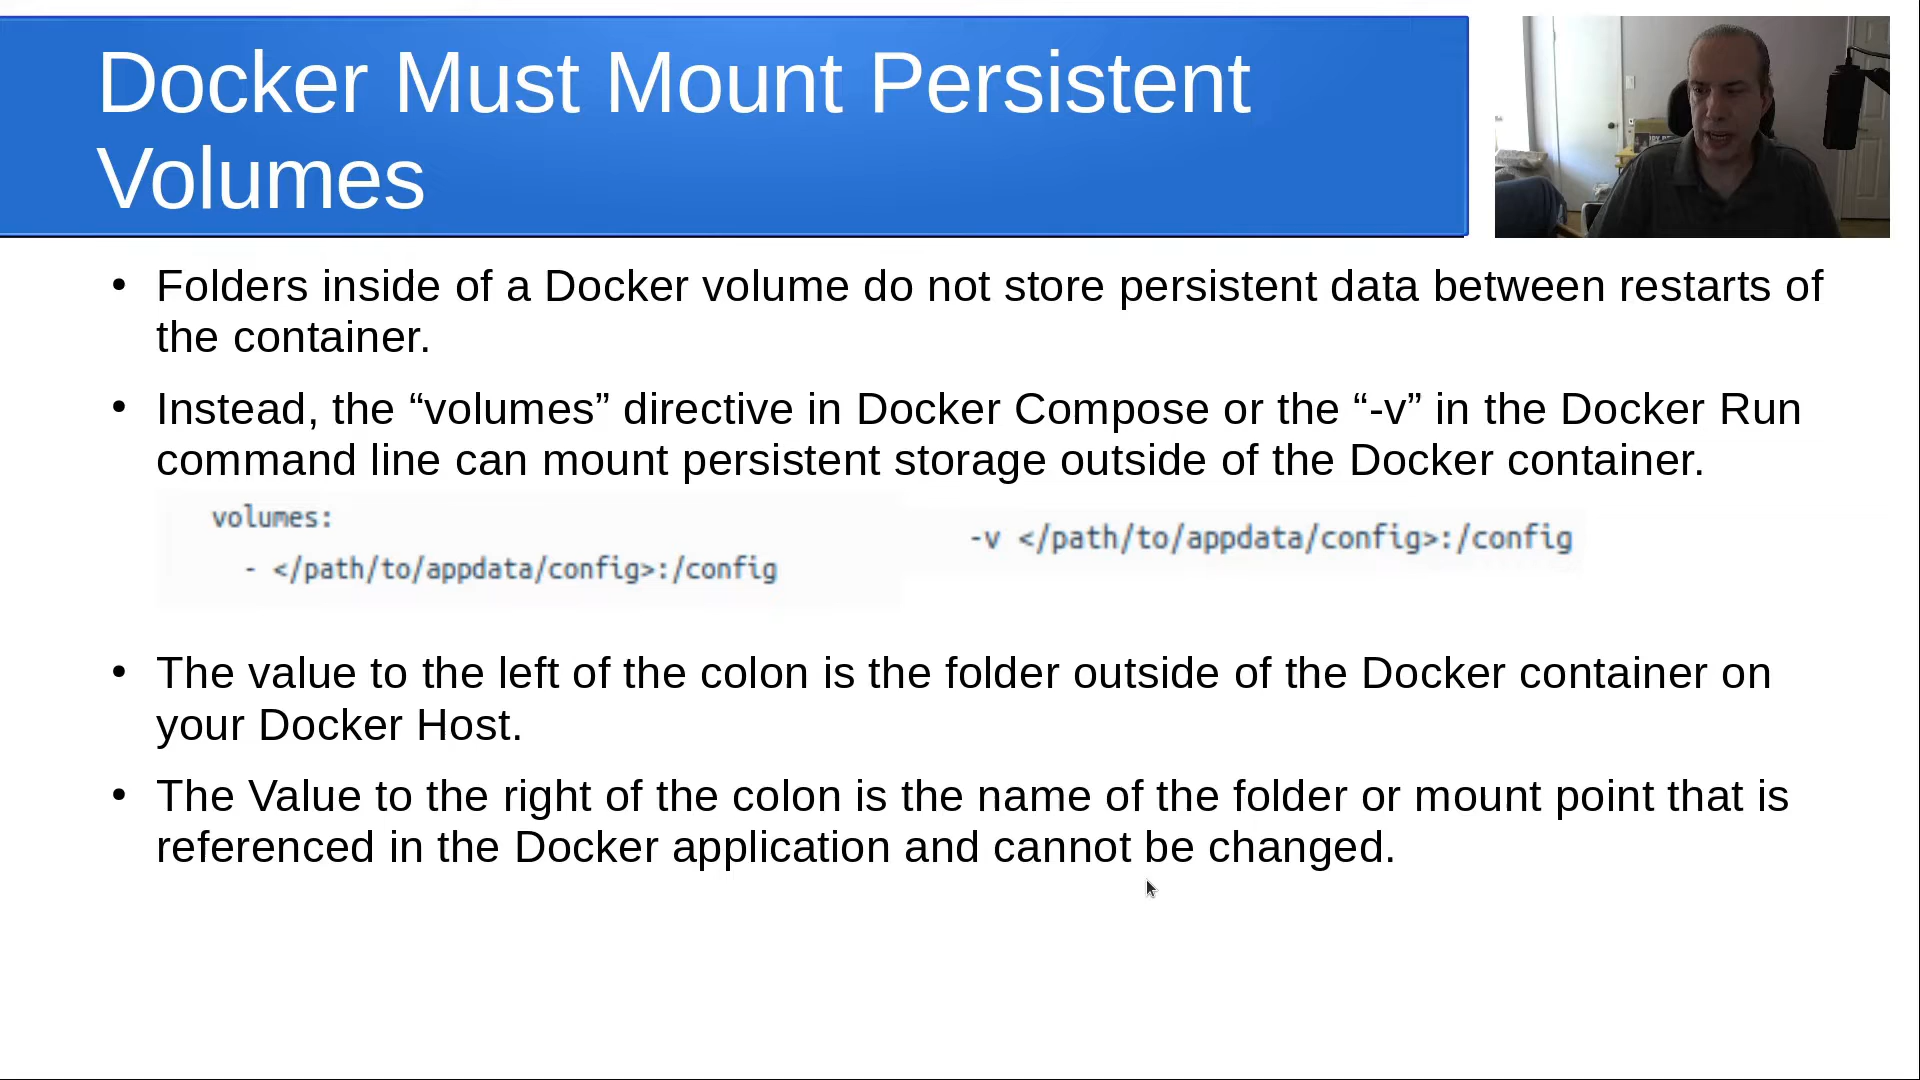 Docker Must Mount Persistent
Volumes
• Folders inside of a Docker volume do not store persistent data between restarts of
the container.
• Instead, the “volumes” directive in Docker Compose or the “-v” in the Docker Run
command line can mount persistent storage outside of the Docker container.
volumes:
- </path/to/appdata/config>:/config
-v </path/to/appdata/config>:/config
• The value to the left of the colon is the folder outside of the Docker container on
your Docker Host.
• The Value to the right of the colon is the name of the folder or mount point that is
referenced in the Docker application and cannot be changed.